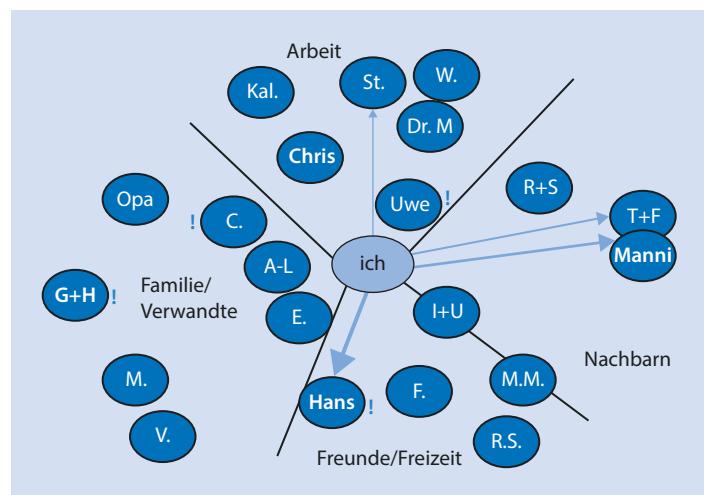 Arbeit
Kal.
St.
W.
Dr. M
Chris
Uwe !
R+S
T+F
Manni
Opa
! C.
A-L
ich
G+H !
Familie/
Verwandte
E.
I+U
Nachbarn
M.
V.
Hans !
F.
M.M.
R.S.
Freunde/Freizeit